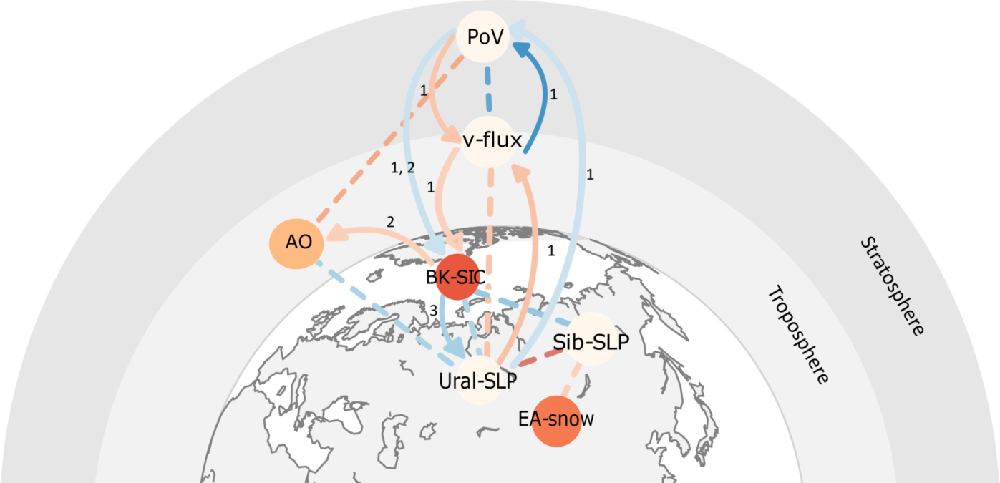 PoV
1
1
v-flux
1, 2
1
1
2
AO
1
BK-SIC
3
Sib-SLP
Ural-SLP
EA-snow
Troposphere
Stratosphere